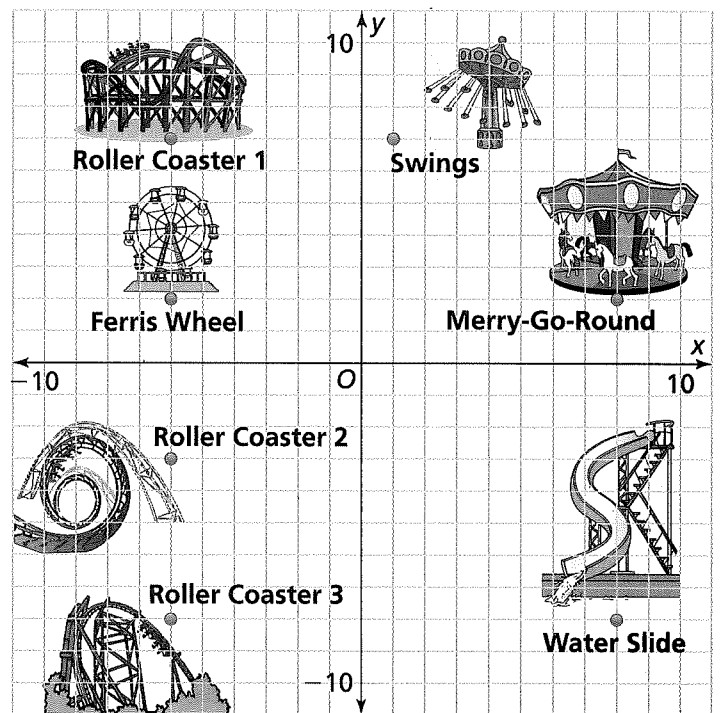 10
y
Roller Coaster 1
Swings
Ferris Wheel
Merry-Go-Round
x
−10
O
10
Roller Coaster 2
Roller Coaster 3
Water Slide
−10